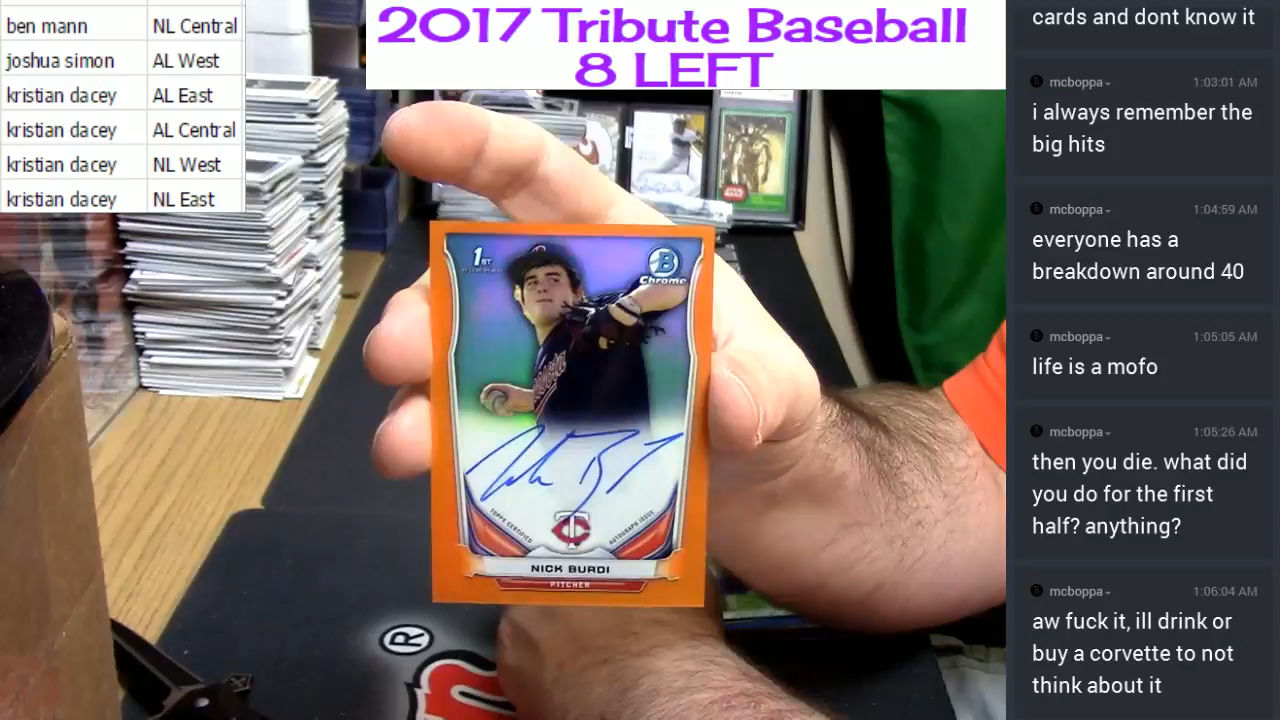 ben mann NL Central
joshua simon AL West
kristian dacey AL East
kristian dacey AL Central
kristian dacey NL West
kristian dacey NL East
2017 Tribute Baseball
8 LEFT
1ST
B
Chrome
TOPPS CERTIFIED
AUTOGRAPH ISSUE
TC
NICK BURDI
PITCHER
®
cards and dont know it
mcboppa 1:03:01 AM
i always remember the
big hits
mcboppa 1:04:59 AM
everyone has a
breakdown around 40
mcboppa 1:05:05 AM
life is a mofo
mcboppa 1:05:26 AM
then you die. what did
you do for the first
half? anything?
mcboppa 1:06:04 AM
aw fuck it, ill drink or
buy a corvette to not
think about it